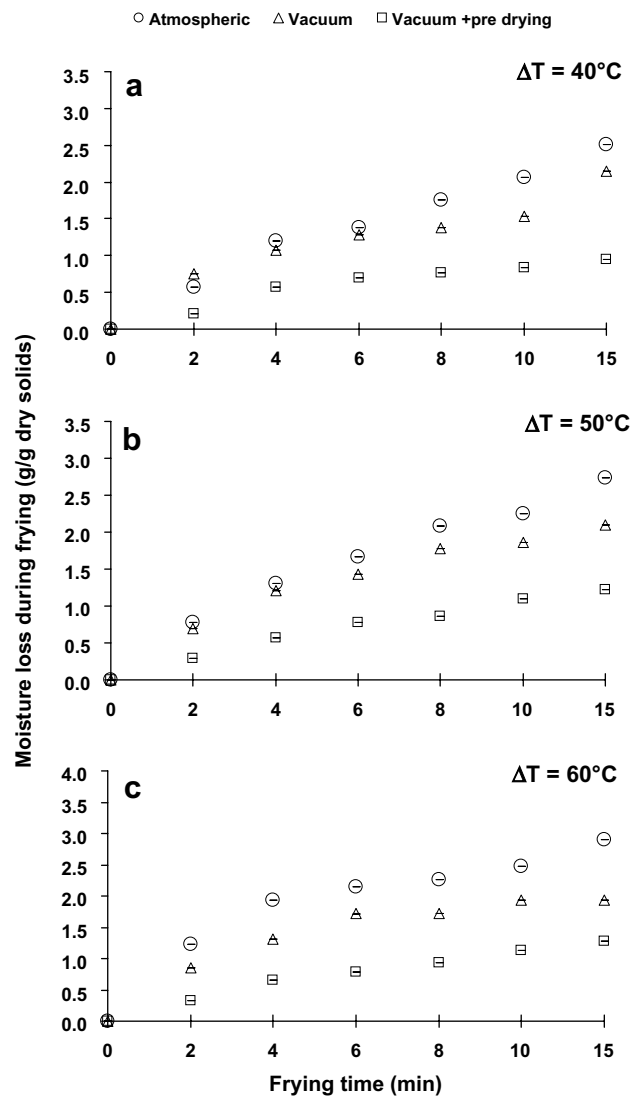 Atmospheric Vacuum Vacuum +pre drying
a ΔT = 40°C
3.5
3.0
2.5
2.0
1.5
1.0
0.5
0.0
0 2 4 6 8 10 15
b ΔT = 50°C
3.5
3.0
2.5
2.0
1.5
1.0
0.5
0.0
0 2 4 6 8 10 15
c ΔT = 60°C
4.0
3.5
3.0
2.5
2.0
1.5
1.0
0.5
0.0
0 2 4 6 8 10 15
Moisture loss during frying (g/g dry solids)
Frying time (min)